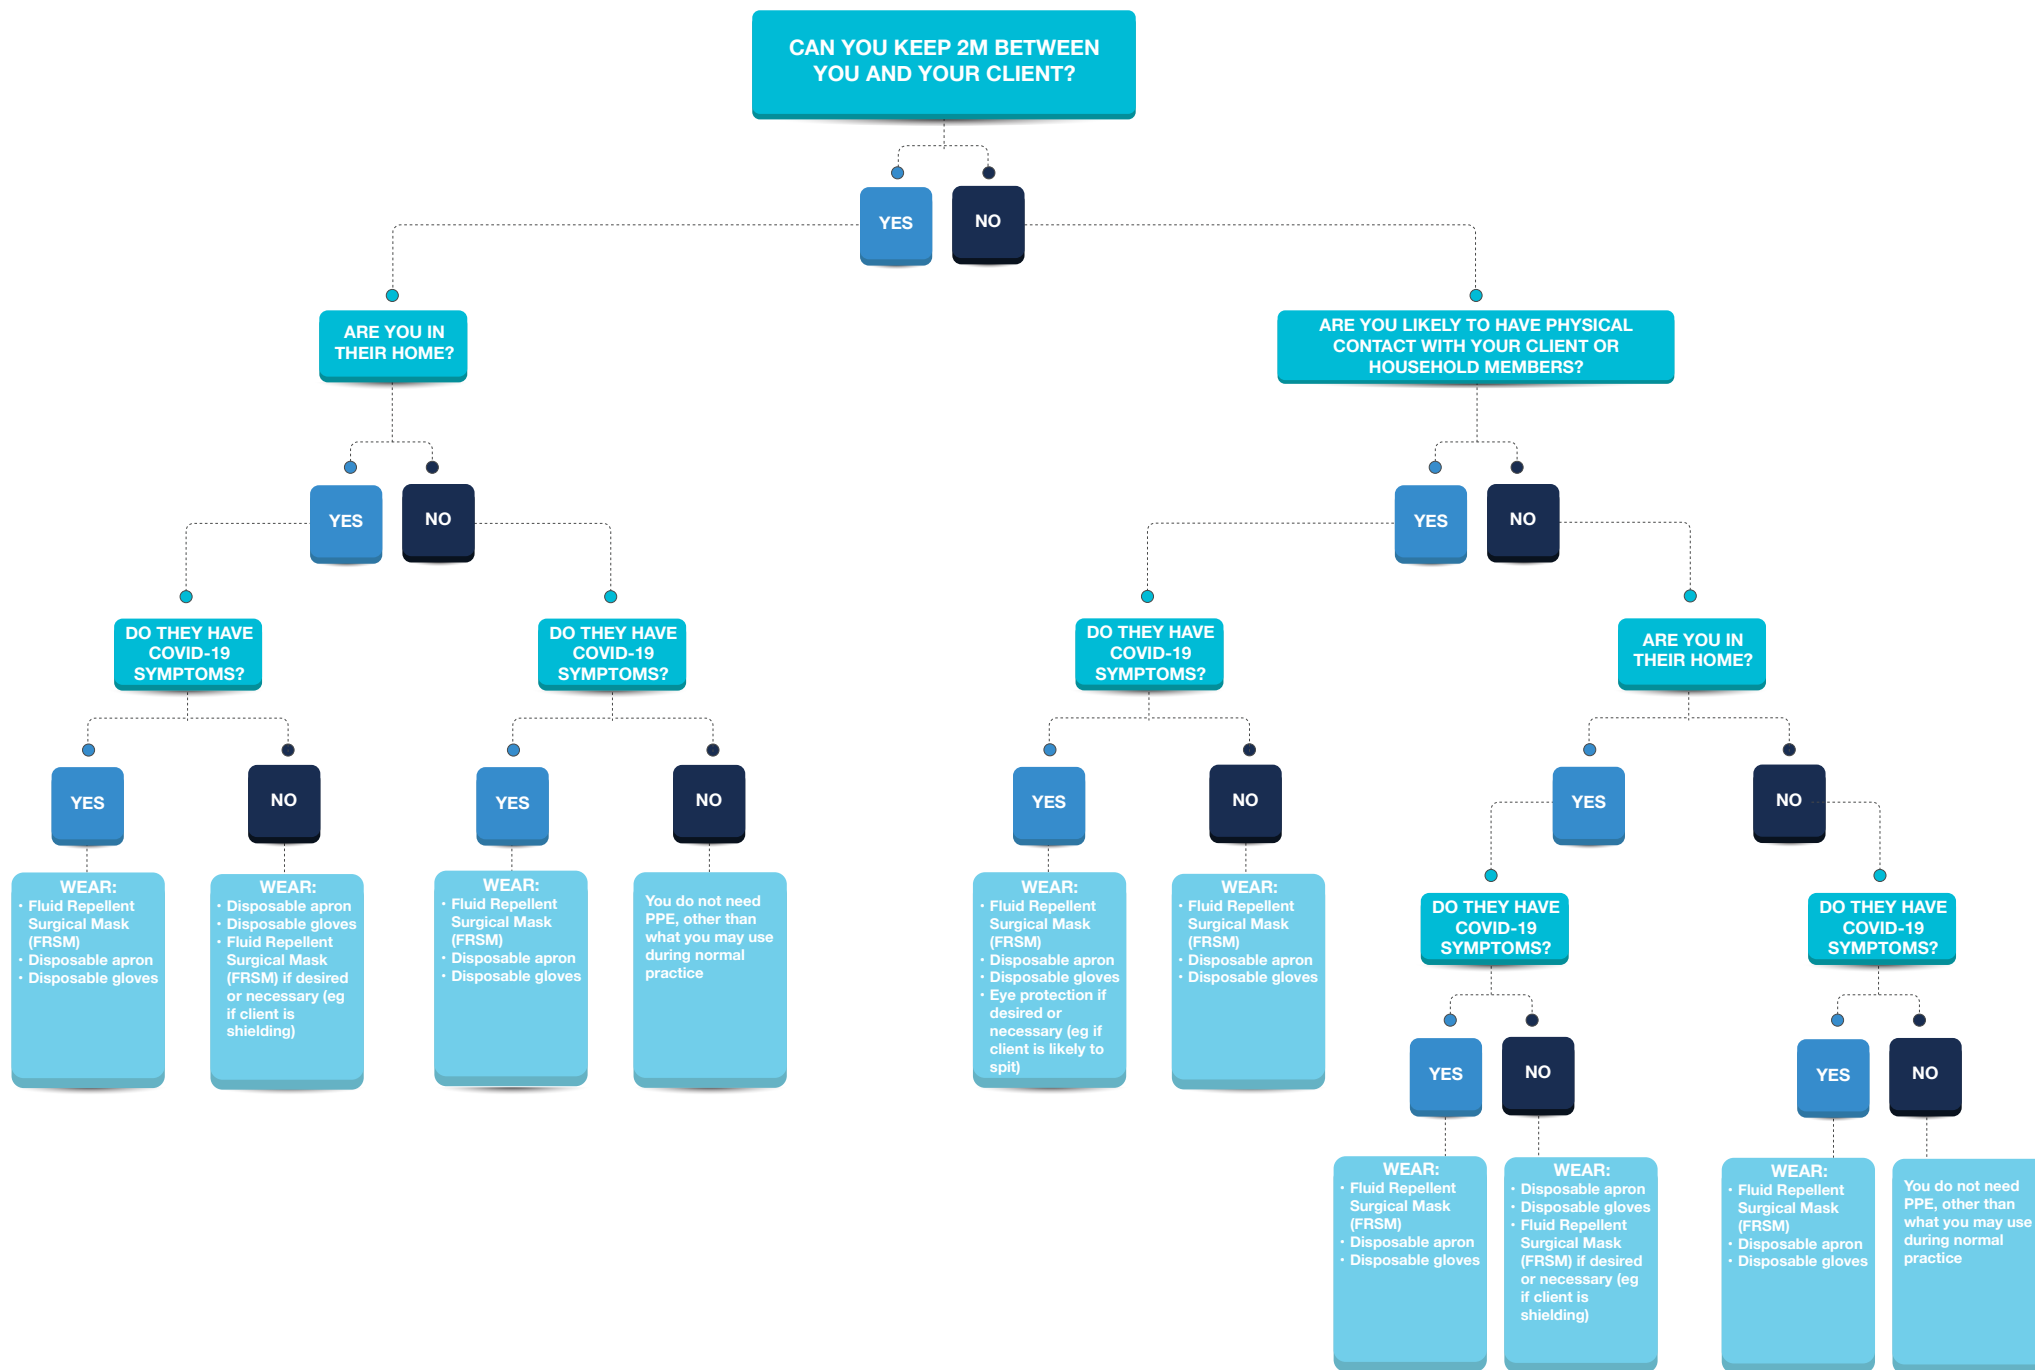 CAN YOU KEEP 2M BETWEEN
YOU AND YOUR CLIENT?
YES
NO
ARE YOU IN
THEIR HOME?
ARE YOU LIKELY TO HAVE PHYSICAL
CONTACT WITH YOUR CLIENT OR
HOUSEHOLD MEMBERS?
YES
NO
YES
NO
DO THEY HAVE
COVID-19
SYMPTOMS?
DO THEY HAVE
COVID-19
SYMPTOMS?
DO THEY HAVE
COVID-19
SYMPTOMS?
ARE YOU IN
THEIR HOME?
YES
NO
YES
NO
YES
NO
YES
NO
WEAR:
• Fluid Repellent
Surgical Mask
(FRSM)
• Disposable apron
• Disposable gloves
WEAR:
• Disposable apron
• Disposable gloves
• Fluid Repellent
Surgical Mask
(FRSM) if desired
or necessary (eg
if client is
shielding)
WEAR:
• Fluid Repellent
Surgical Mask
(FRSM)
• Disposable apron
• Disposable gloves
You do not need
PPE, other than
what you may use
during normal
practice
WEAR:
• Fluid Repellent
Surgical Mask
(FRSM)
• Disposable apron
• Disposable gloves
• Eye protection if
desired or
necessary (eg if
client is likely to
spit)
WEAR:
• Fluid Repellent
Surgical Mask
(FRSM)
• Disposable apron
• Disposable gloves
DO THEY HAVE
COVID-19
SYMPTOMS?
DO THEY HAVE
COVID-19
SYMPTOMS?
YES
NO
YES
NO
WEAR:
• Fluid Repellent
Surgical Mask
(FRSM)
• Disposable apron
• Disposable gloves
WEAR:
• Disposable apron
• Disposable gloves
• Fluid Repellent
Surgical Mask
(FRSM) if desired
or necessary (eg
if client is
shielding)
WEAR:
• Fluid Repellent
Surgical Mask
(FRSM)
• Disposable apron
• Disposable gloves
You do not need
PPE, other than
what you may use
during normal
practice